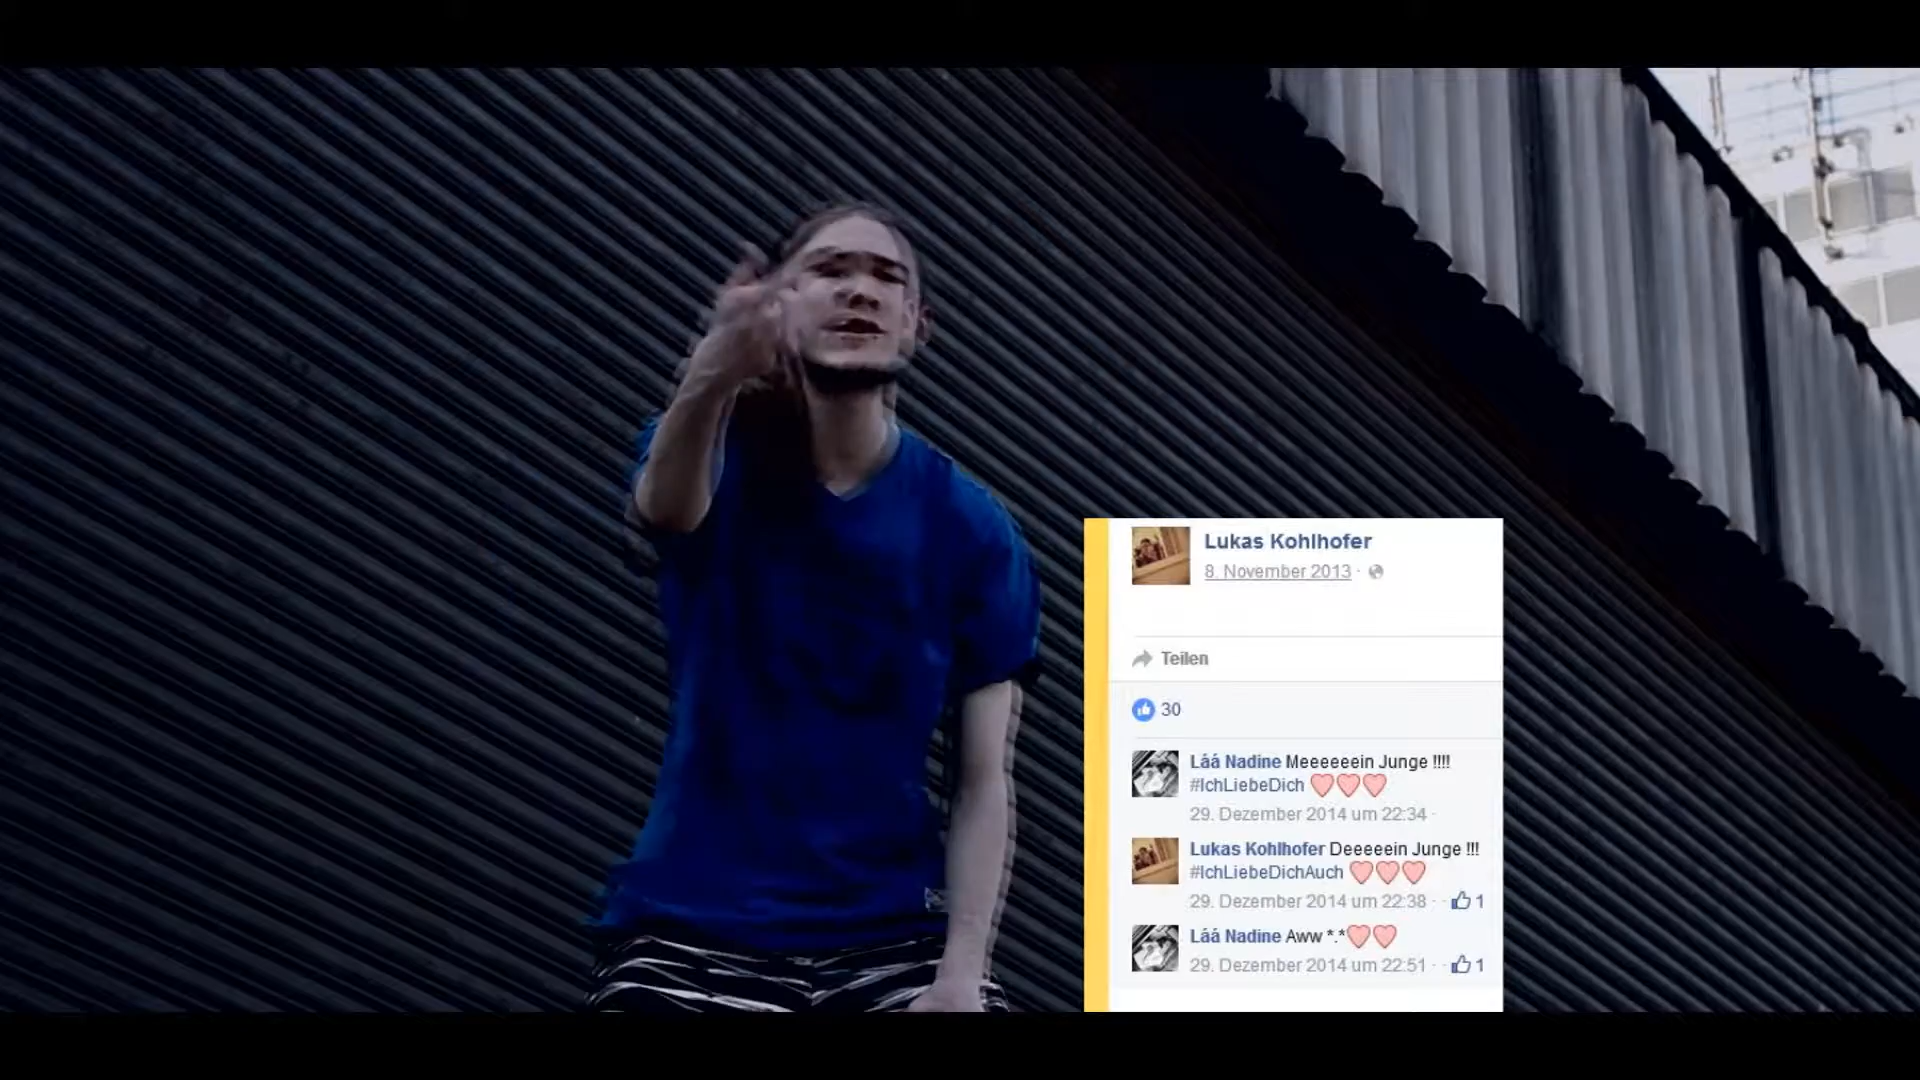 Lukas Kohlhofer
8. November 2013 ·
Teilen
30
Láá Nadine Meeeeeein Junge !!!!
#IchLiebeDich ♥♥♥
29. Dezember 2014 um 22:34 ·
Lukas Kohlhofer Deeeeein Junge !!!
#IchLiebeDichAuch ♥♥♥
29. Dezember 2014 um 22:38 · · 1
Láá Nadine Aww *.*♥♥
29. Dezember 2014 um 22:51 · · 1